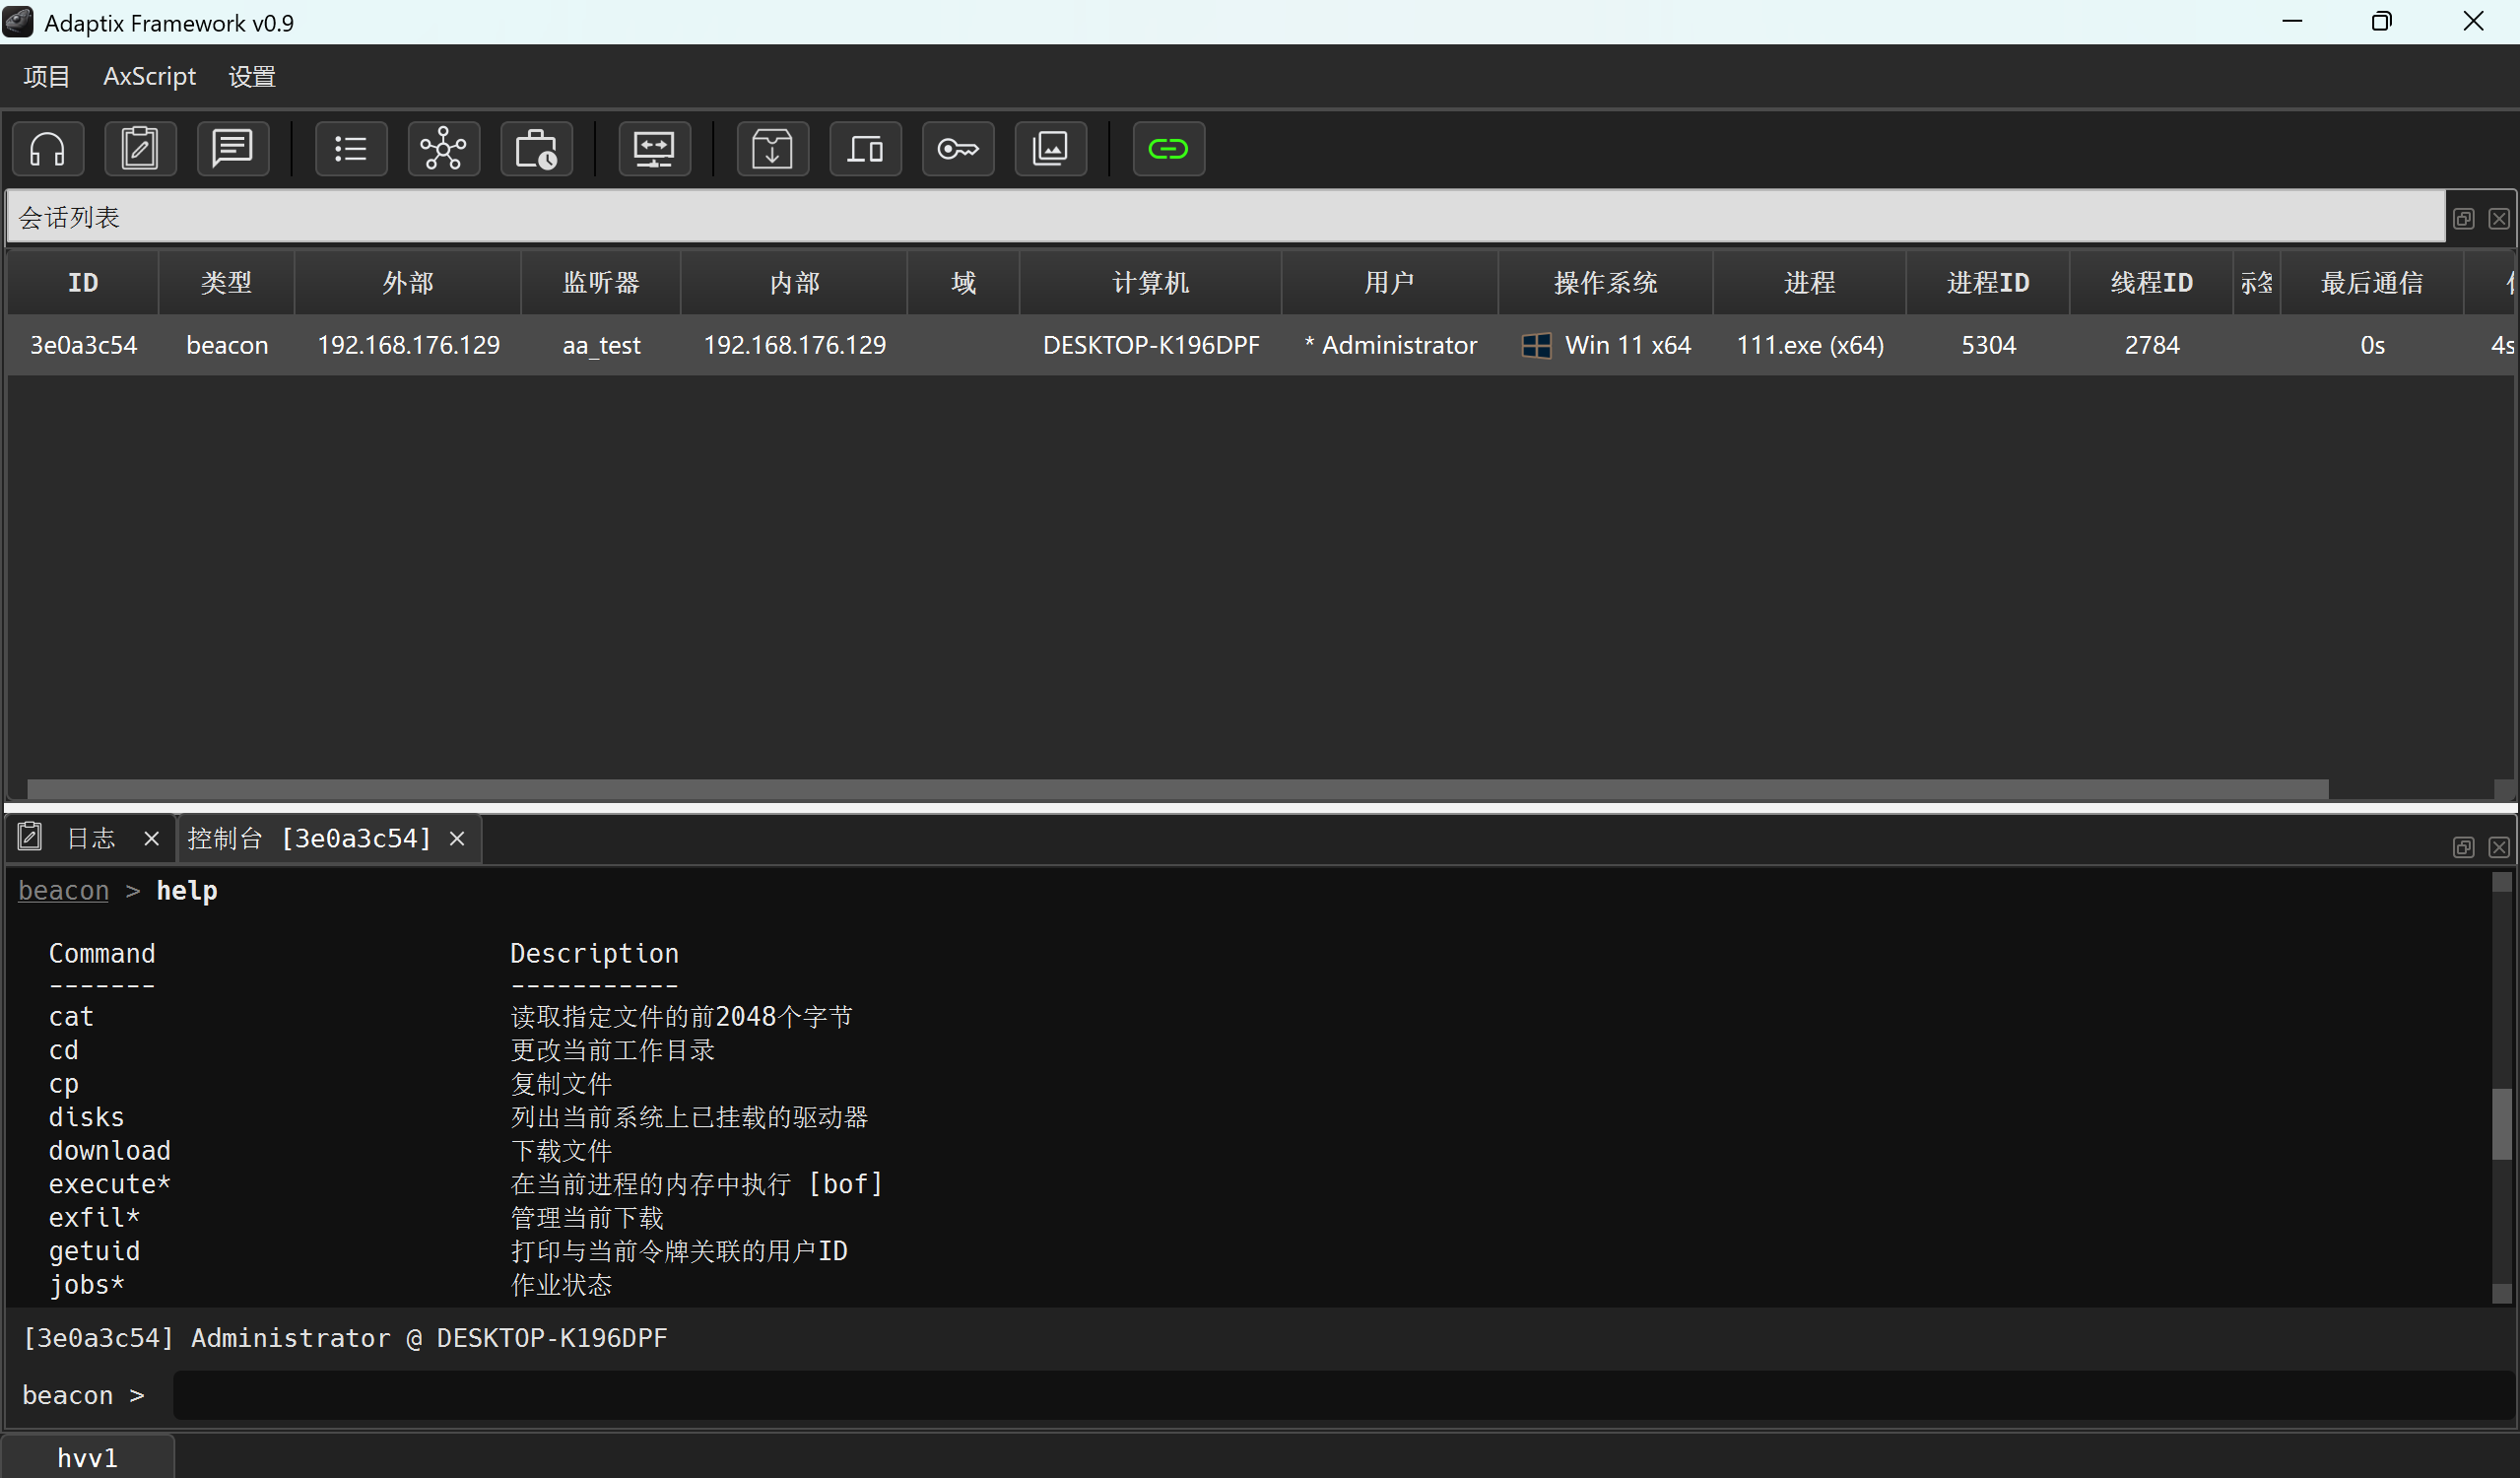 Adaptix Framework v0.9
项目 AxScript 设置
会话列表
ID 类型 外部 监听器 内部 域 计算机 用户 操作系统 进程 进程ID 线程ID 标签 最后通信
3e0a3c54 beacon 192.168.176.129 aa_test 192.168.176.129 DESKTOP-K196DPF * Administrator Win 11 x64 111.exe (x64) 5304 2784 0s 4s
日志 控制台 [3e0a3c54]
beacon > help
Command Description
------- -----------
cat 读取指定文件的前2048个字节
cd 更改当前工作目录
cp 复制文件
disks 列出当前系统上已挂载的驱动器
download 下载文件
execute* 在当前进程的内存中执行 [bof]
exfil* 管理当前下载
getuid 打印与当前令牌关联的用户ID
jobs* 作业状态
[3e0a3c54] Administrator @ DESKTOP-K196DPF
beacon >
hvv1